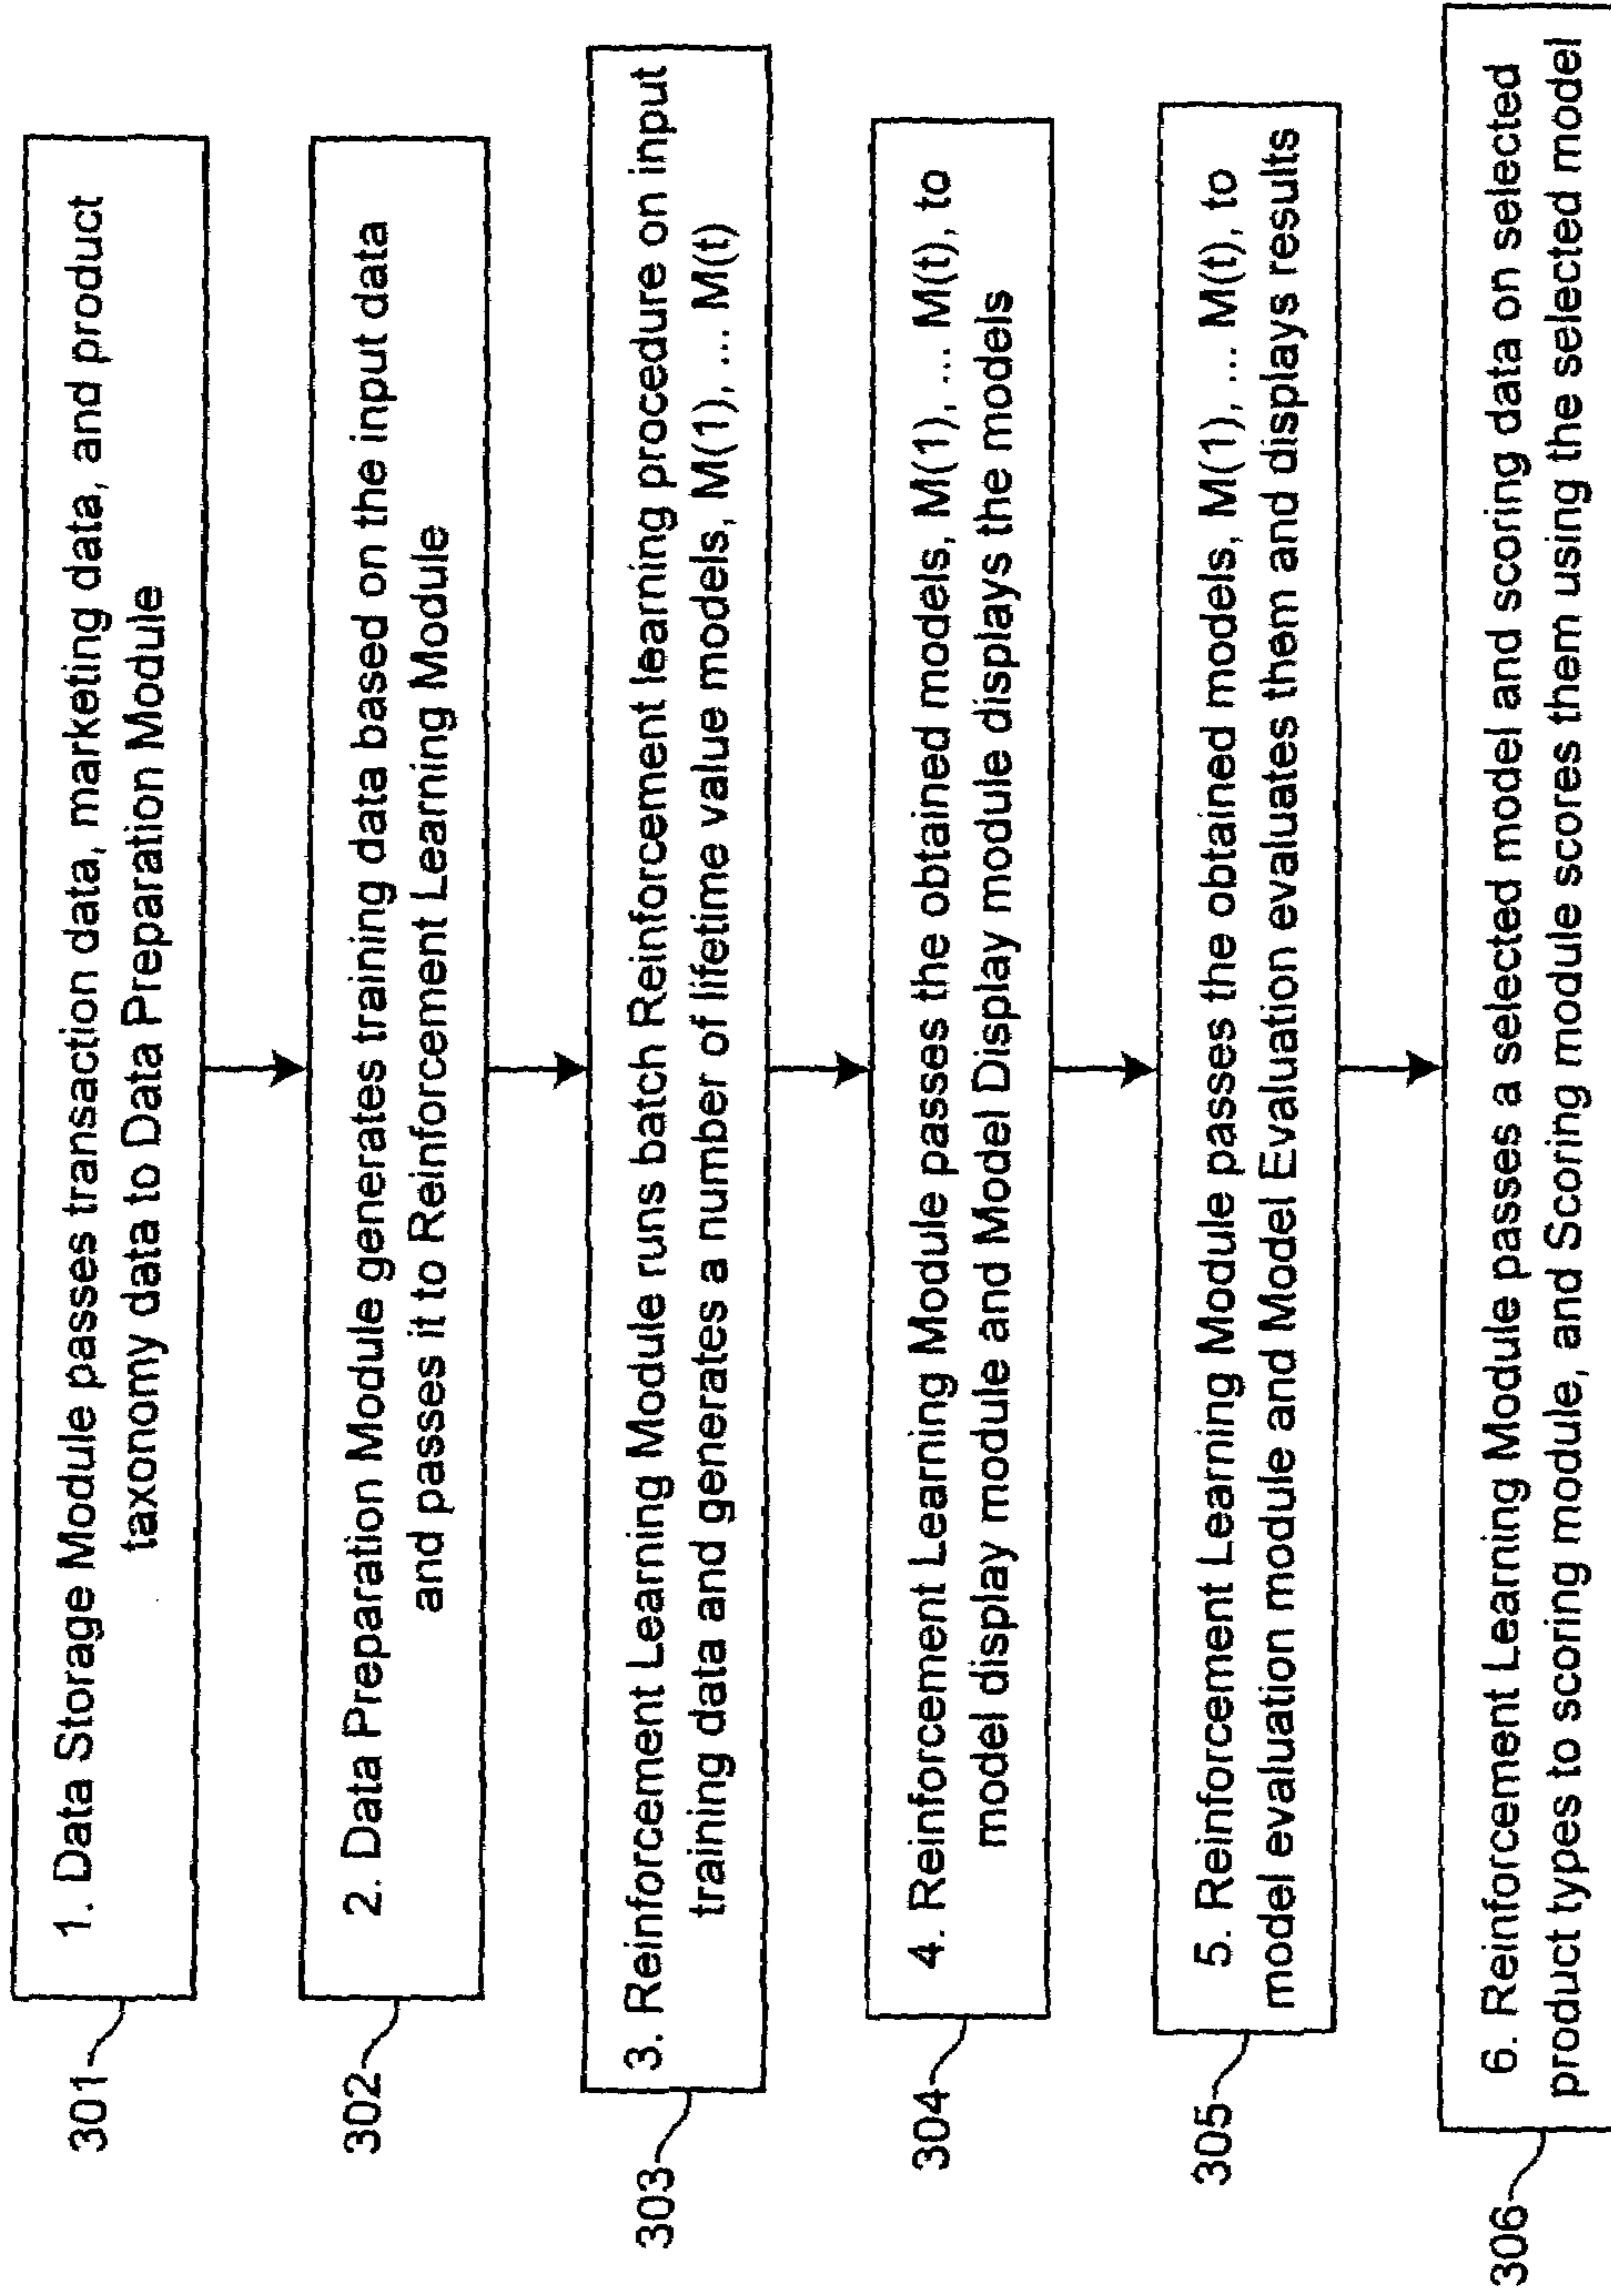 301
1. Data Storage Module passes transaction data, marketing data, and product
taxonomy data to Data Preparation Module
302
2. Data Preparation Module generates training data based on the input data
and passes it to Reinforcement Learning Module
303
3. Reinforcement Learning Module runs batch Reinforcement learning procedure on input
training data and generates a number of lifetime value models, M(1), ... M(t)
304
4. Reinforcement Learning Module passes the obtained models, M(1), ... M(t), to
model display module and Model Display module displays the models
305
5. Reinforcement Learning Module passes the obtained models, M(1), ... M(t), to
model evaluation module and Model Evaluation evaluates them and displays results
306
6. Reinforcement Learning Module passes a selected model and scoring data on selected
product types to scoring module, and Scoring module scores them using the selected model